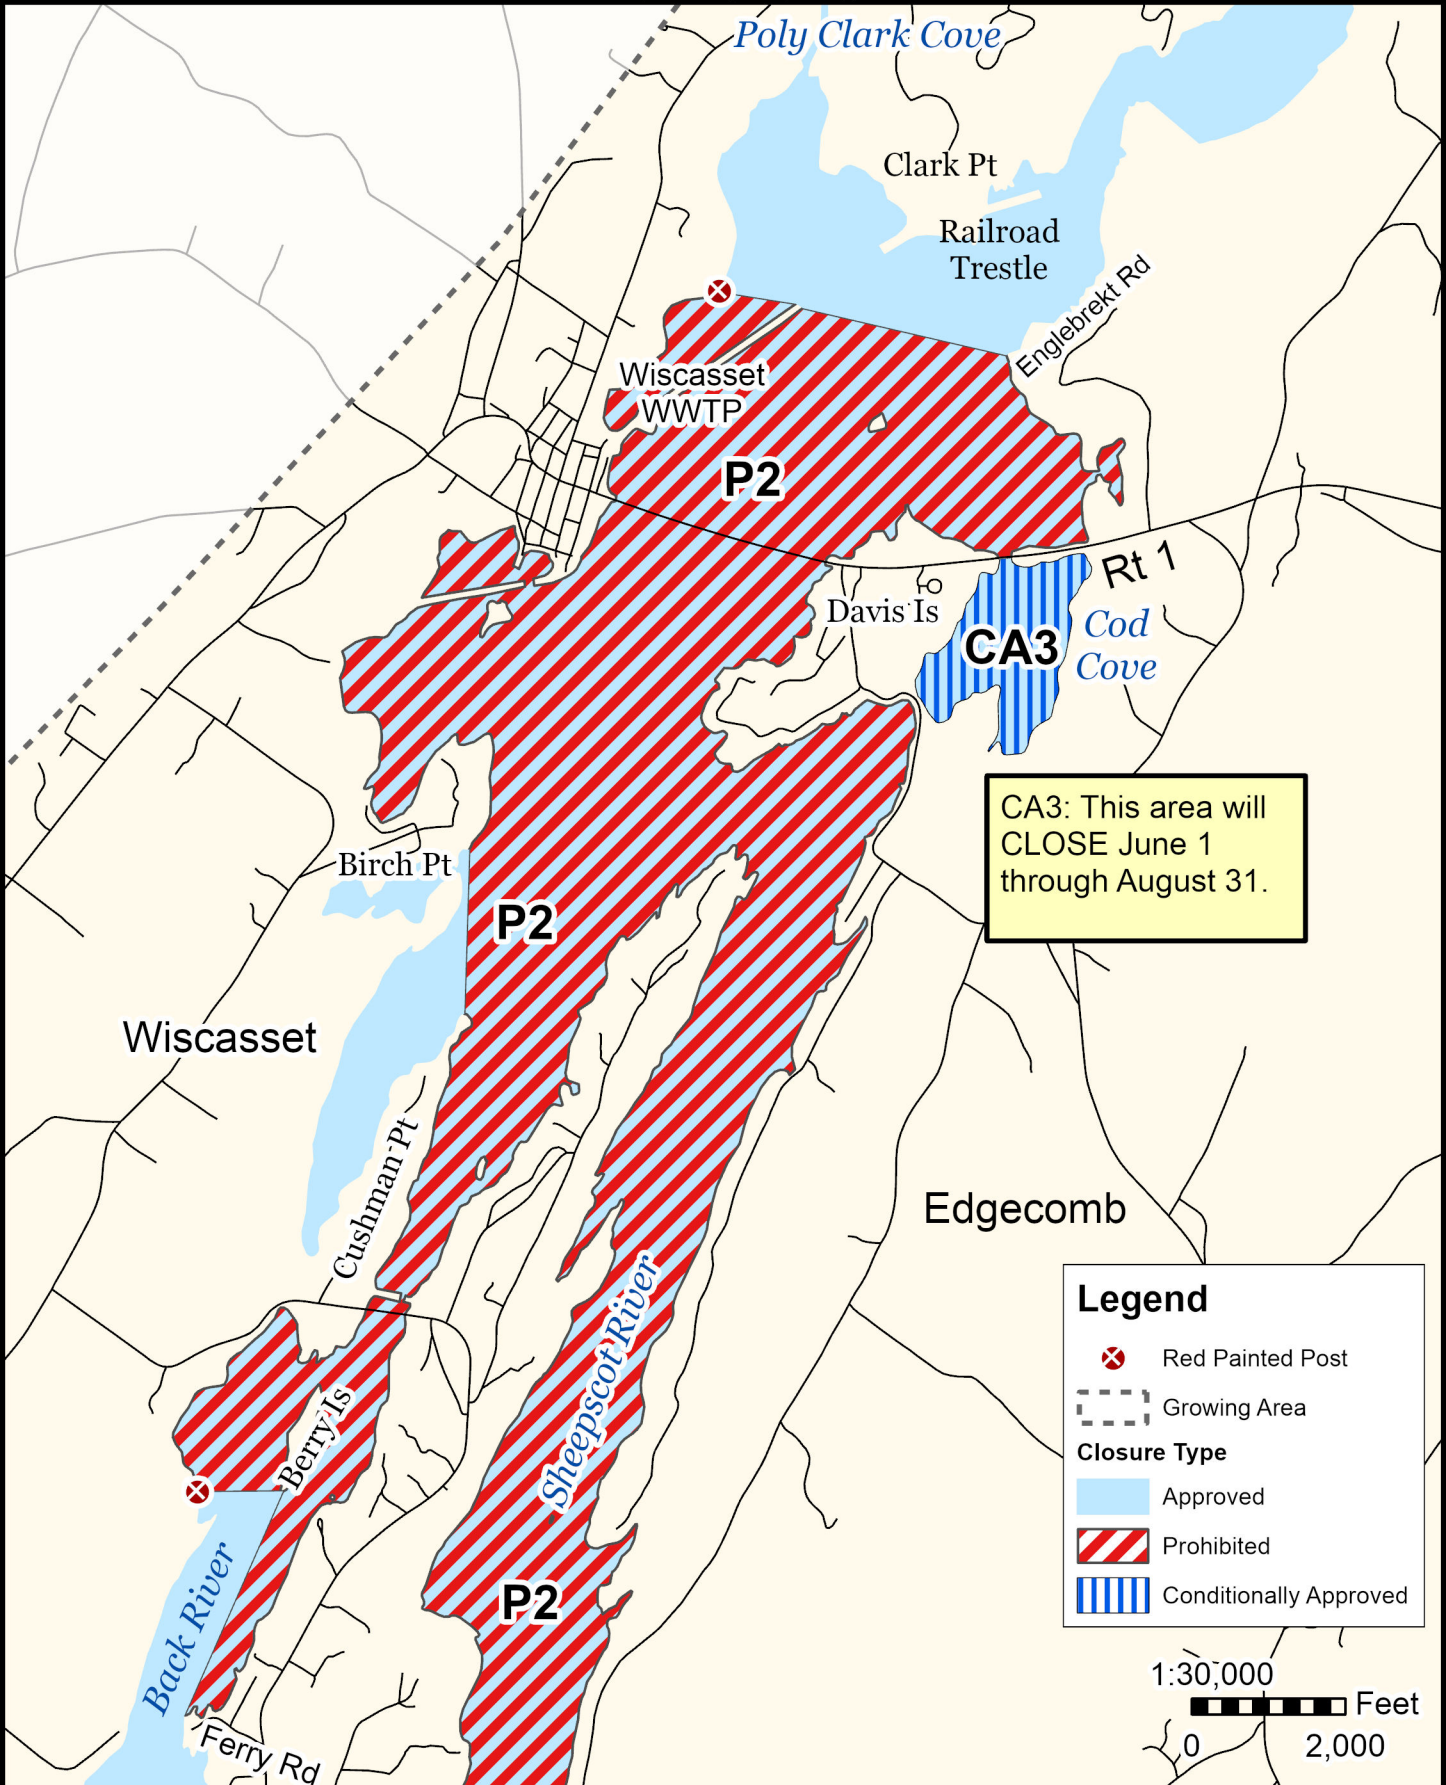 Poly Clark Cove
Clark Pt
Railroad
Trestle
Englebrekt Rd
Wiscasset
WWTP
P2
Rt 1
Davis Is
Cod
Cove
CA3
CA3: This area will
CLOSE June 1
through August 31.
Birch Pt
P2
Wiscasset
Cushman Pt
Edgecomb
Sheepscot River
Berry Is
P2
Back River
Ferry Rd
Legend
Red Painted Post
Growing Area
Closure Type
Approved
Prohibited
Conditionally Approved
1:30,000
Feet
0 2,000